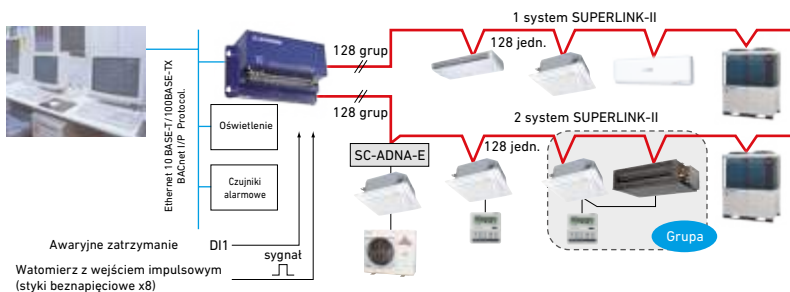 1 system SUPERLINK-II
128 grup
128 jedn.
128 grup
2 system SUPERLINK-II
128 jedn.
SC-ADNA-E
Ethernet 10 BASE-T/100BASE-TX
BACnet I/P Protocol.
Oświetlenie
Czujniki
alarmowe
Grupa
Awaryjne zatrzymanie
DI1
sygnał
Watomierz z wejściem impulsowym
(styki beznapięciowe x8)